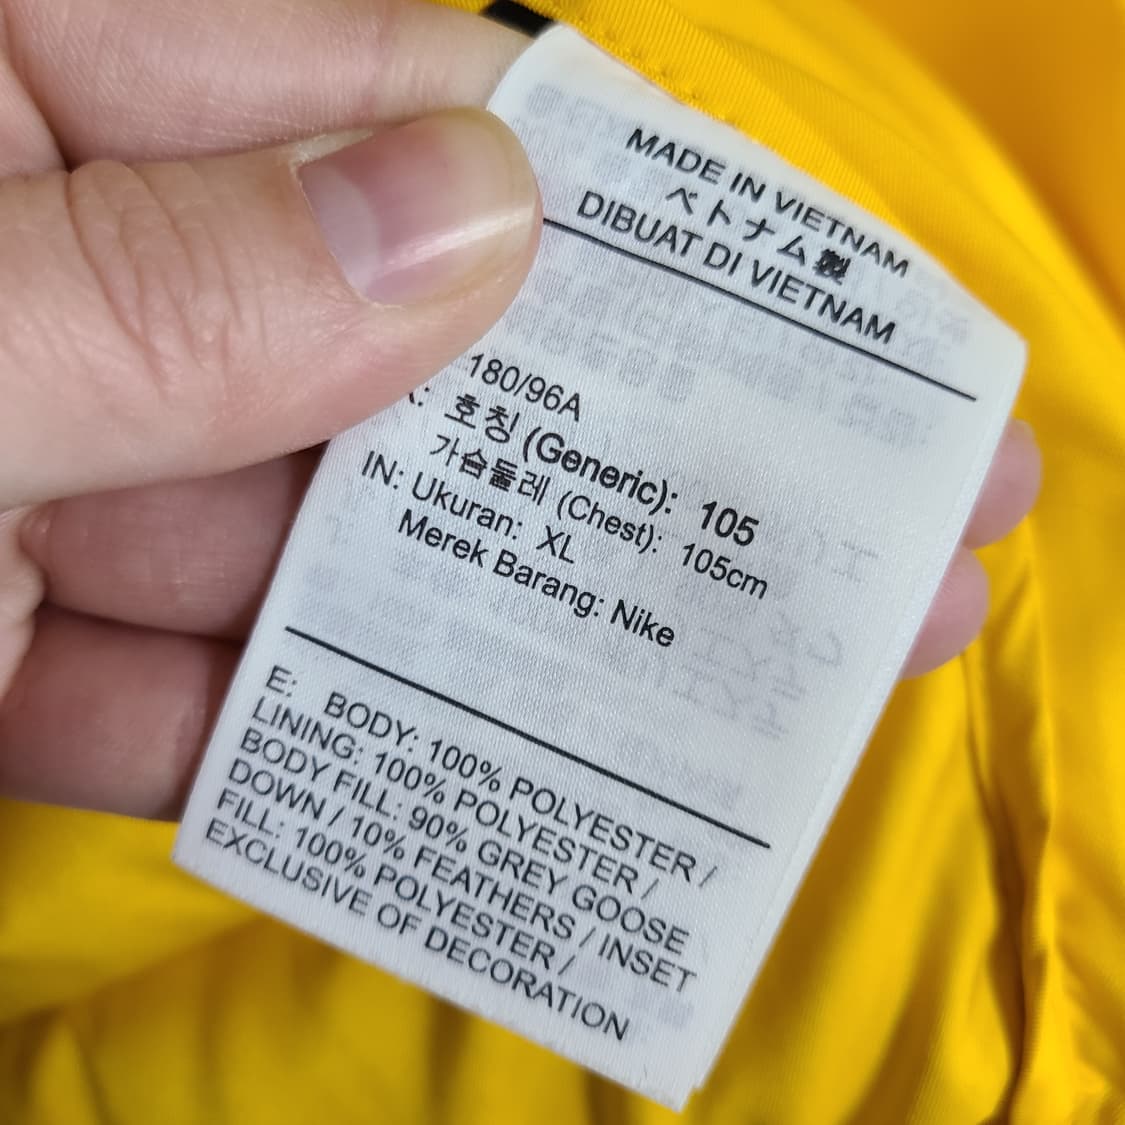 MADE IN VIETNAM
ベトナム製
DIBUAT DI VIETNAM
180/96A
호칭 (Generic): 105
가슴둘레 (Chest): 105cm
IN: Ukuran: XL
Merek Barang: Nike
E: BODY: 100% POLYESTER /
LINING: 100% POLYESTER /
BODY FILL: 90% GREY GOOSE
DOWN / 10% FEATHERS / INSET
FILL: 100% POLYESTER /
EXCLUSIVE OF DECORATION